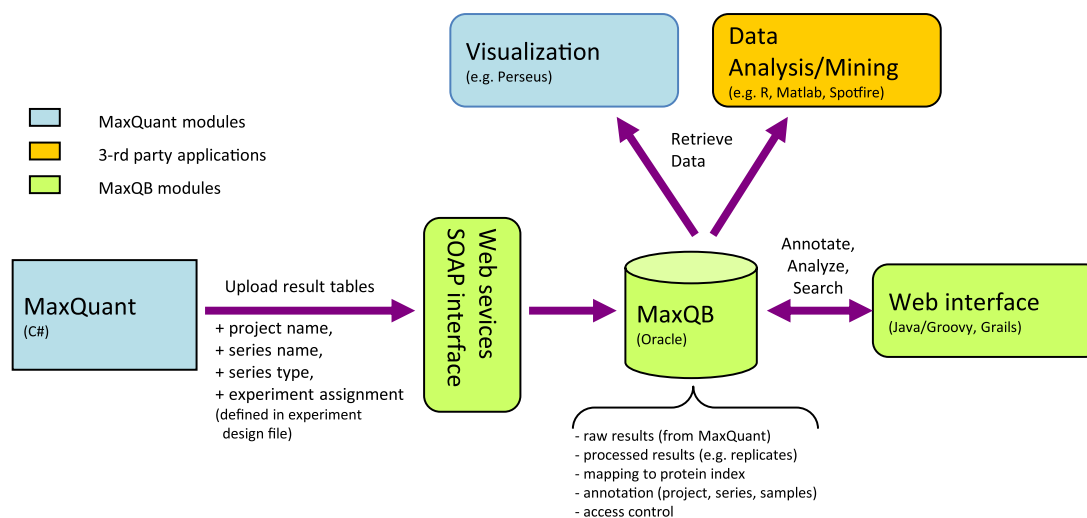 Visualization
(e.g. Perseus)
Data
Analysis/Mining
(e.g. R, Matlab, Spotfire)
MaxQuant modules
3-rd party applications
MaxQB modules
Retrieve
Data
MaxQuant
(C#)
Upload result tables
+ project name,
+ series name,
+ series type,
+ experiment assignment
(defined in experiment
design file)
Web sevices
SOAP interface
MaxQB
(Oracle)
Annotate,
Analyze,
Search
Web interface
(Java/Groovy, Grails)
- raw results (from MaxQuant)
- processed results (e.g. replicates)
- mapping to protein index
- annotation (project, series, samples)
- access control